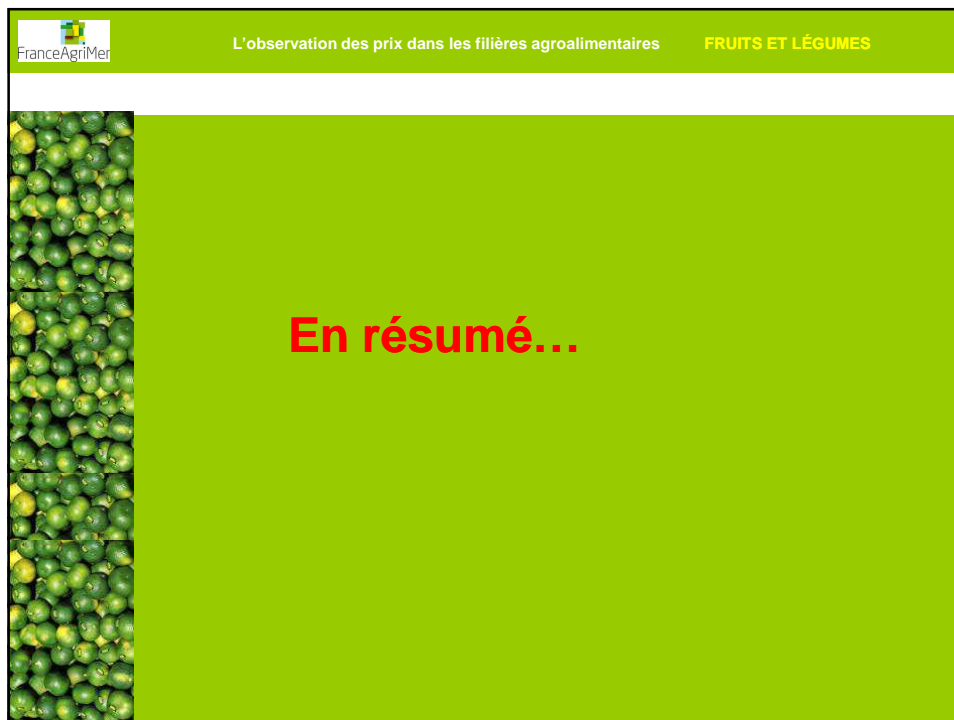 FranceAgriMer
L'observation des prix dans les filières agroalimentaires FRUITS ET LÉGUMES
En résumé…